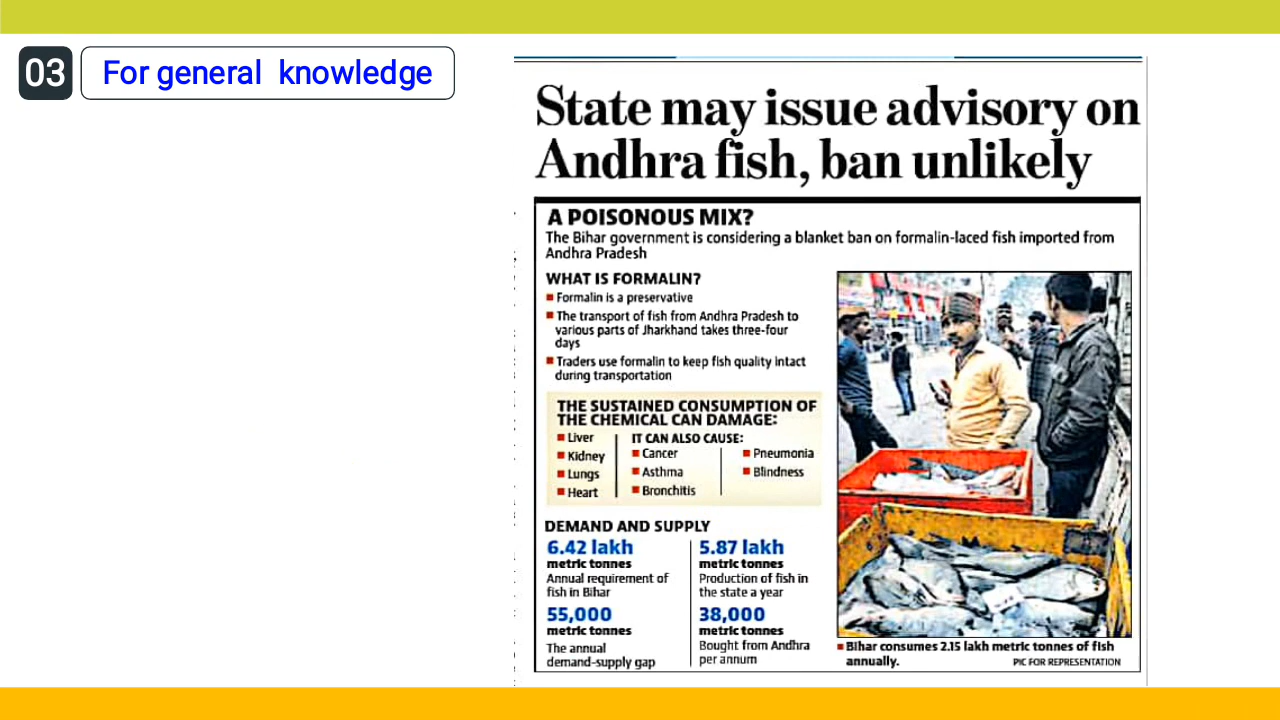 03
For general knowledge
State may issue advisory on
Andhra fish, ban unlikely
A POISONOUS MIX?
The Bihar government is considering a blanket ban on formalin-laced fish imported from
Andhra Pradesh
WHAT IS FORMALIN?
Formalin is a preservative
The transport of fish from Andhra Pradesh to
various parts of Jharkhand takes three-four
days
Traders use formalin to keep fish quality intact
during transportation
THE SUSTAINED CONSUMPTION OF
THE CHEMICAL CAN DAMAGE:
Liver
Kidney
Lungs
Heart
IT CAN ALSO CAUSE:
Cancer
Asthma
Bronchitis
Pneumonia
Blindness
DEMAND AND SUPPLY
6.42 lakh
metric tonnes
Annual requirement of
fish in Bihar
5.87 lakh
metric tonnes
Production of fish in
the state a year
55,000
metric tonnes
The annual
demand-supply gap
38,000
metric tonnes
Bought from Andhra
per annum
Bihar consumes 2.15 lakh metric tonnes of fish
annually.
PIC FOR REPRESENTATION